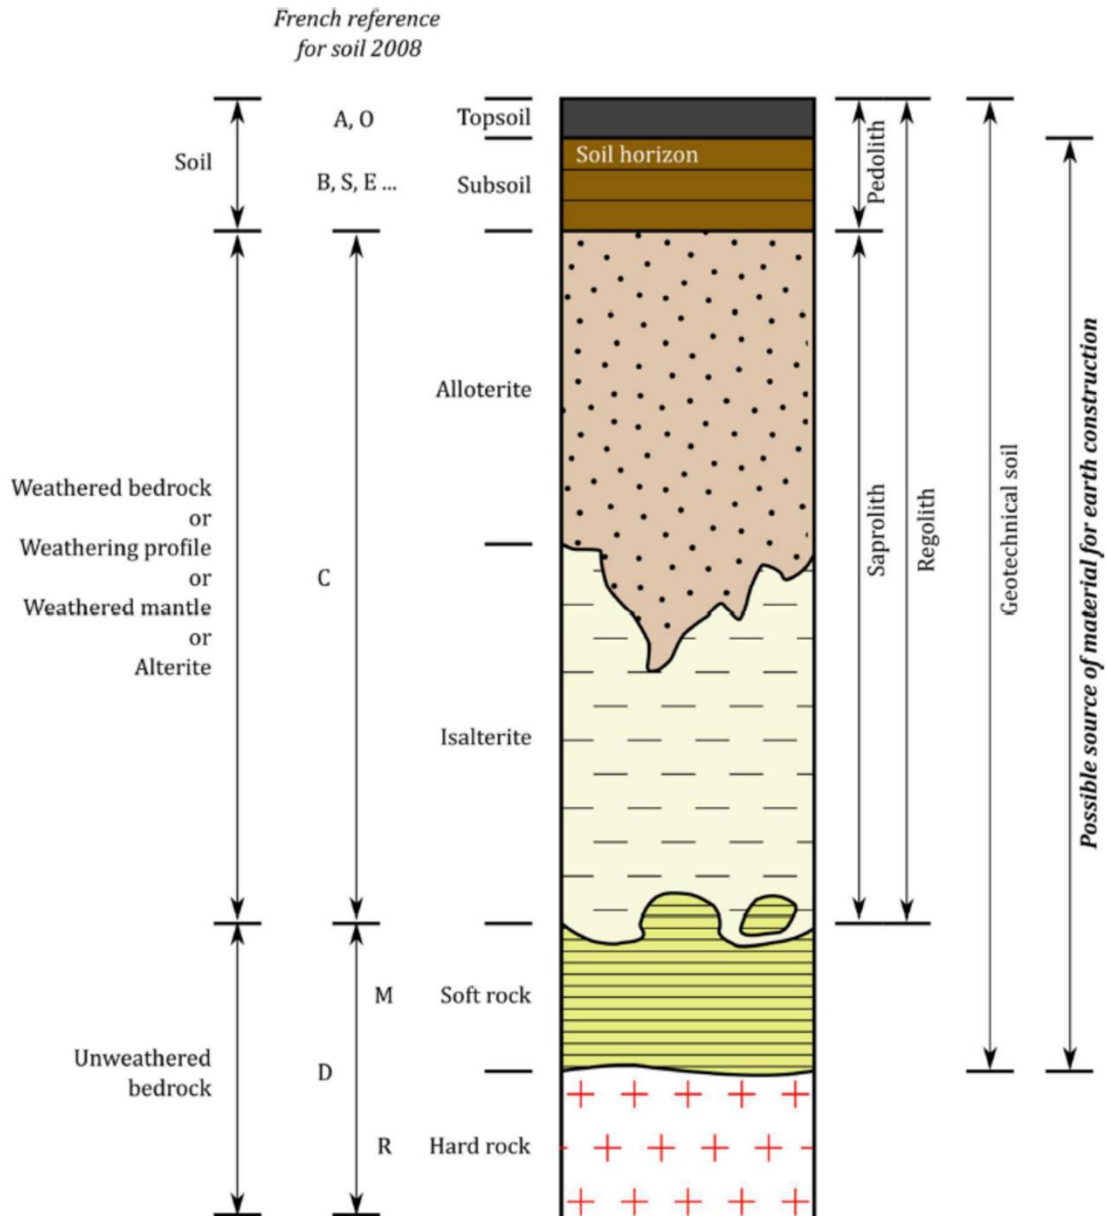 French reference
for soil 2008
A, O
Topsoil
Soil horizon
Soil
B, S, E ...
Subsoil
Pedolith
Alloterite
Weathered bedrock
or
Weathering profile
or
Weathered mantle
or
Alterite
C
Saprolith
Regolith
Geotechnical soil
Possible source of material for earth construction
Isalterite
M
Soft rock
Unweathered
bedrock
D
R
Hard rock